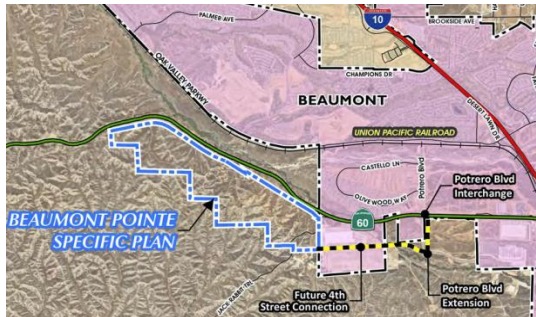 PALMER AVE
INTERSTATE
10
BROOKSIDE AVE
OAK VALLEY PARKWAY
CHAMPIONS DR
BEAUMONT
DESERT LAWN DR
UNION PACIFIC RAILROAD
CASTELLO LN
Potrero Blvd
Potrero Blvd
Interchange
OLIVEWOOD WAY
BEAUMONT POINTE
SPECIFIC PLAN
60
JACK RABBIT TRL
Future 4th
Street Connection
Potrero Blvd
Extension